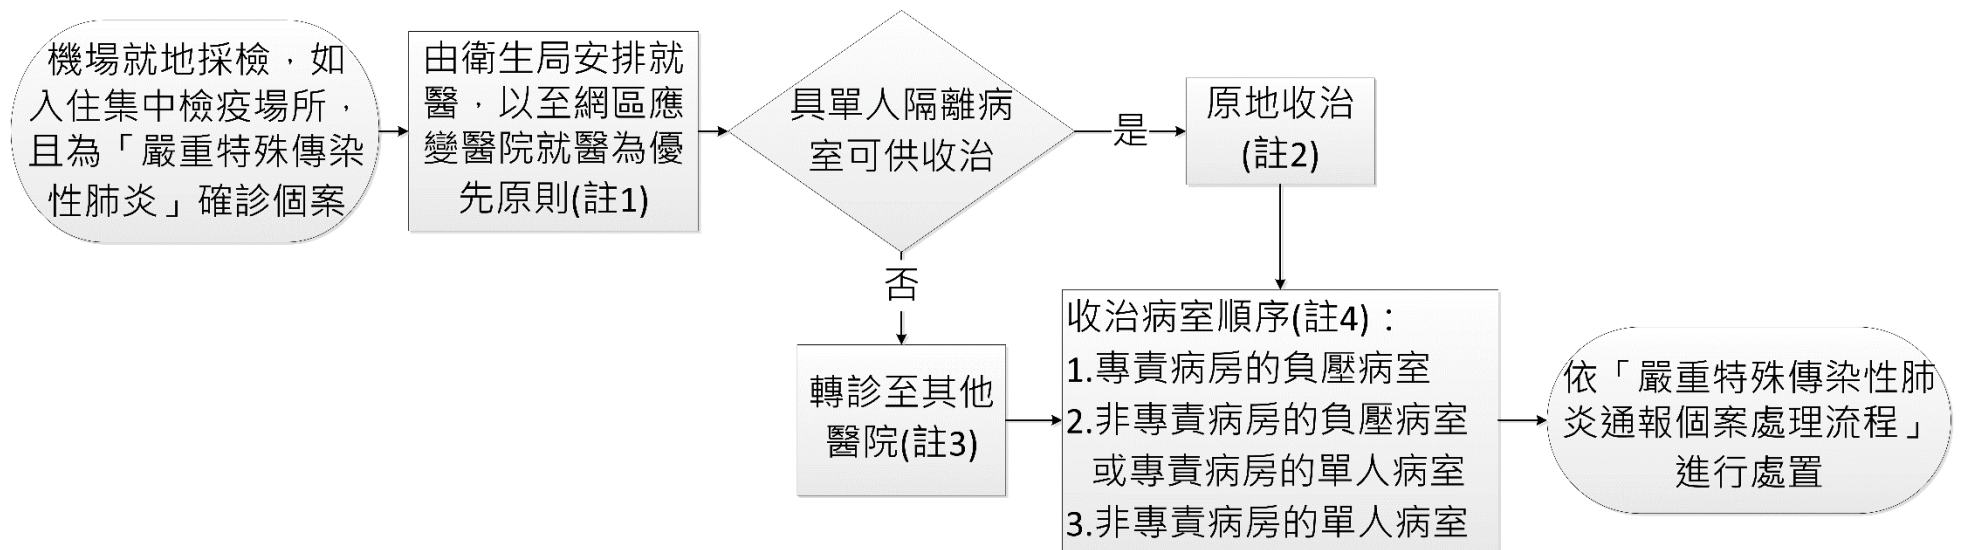 機場就地採檢，如
入住集中檢疫場所，
且為「嚴重特殊傳染
性肺炎」確診個案
由衛生局安排就
醫，以至網區應
變醫院就醫為優
先原則(註1)
具單人隔離病
室可供收治
是
原地收治
(註2)
否
轉診至其他
醫院(註3)
收治病室順序(註4)：
1.專責病房的負壓病室
2.非專責病房的負壓病室
或專責病房的單人病室
3.非專責病房的單人病室
依「嚴重特殊傳染性肺
炎通報個案處理流程」
進行處置